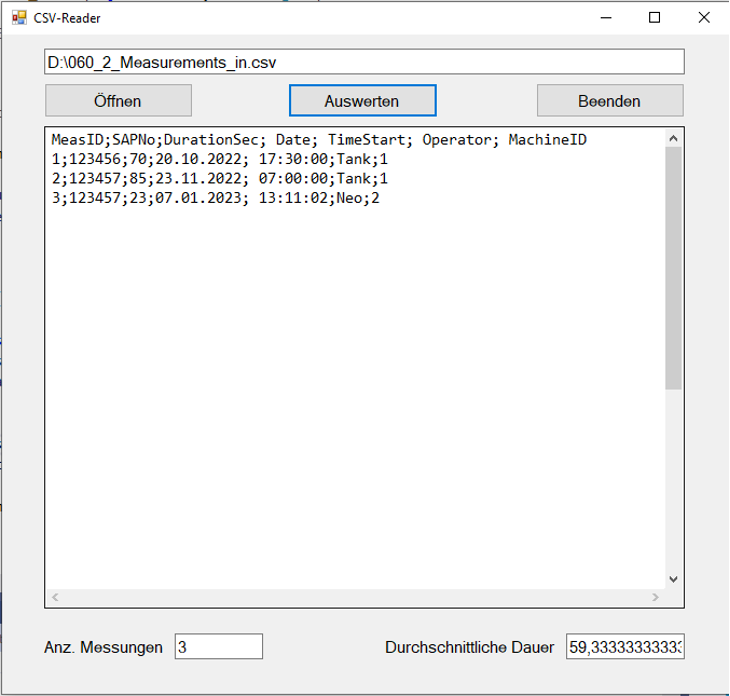 CSV-Reader
D:\060_2_Measurements_in.csv
Öffnen Auswerten Beenden
MeasID;SAPNo;DurationSec; Date; TimeStart; Operator; MachineID
1;123456;70;20.10.2022; 17:30:00;Tank;1
2;123457;85;23.11.2022; 07:00:00;Tank;1
3;123457;23;07.01.2023; 13:11:02;Neo;2
Anz. Messungen 3 Durchschnittliche Dauer 59,33333333333